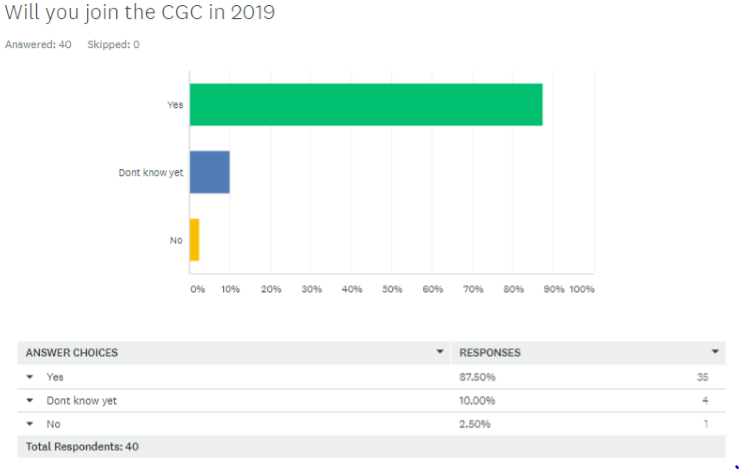 Will you join the CGC in 2019
Answered: 40 Skipped: 0
Yes
Dont know yet
No
0% 10% 20% 30% 40% 50% 60% 70% 80% 90% 100%
ANSWER CHOICES RESPONSES
Yes 87.50% 35
Dont know yet 10.00% 4
No 2.50% 1
Total Respondents: 40